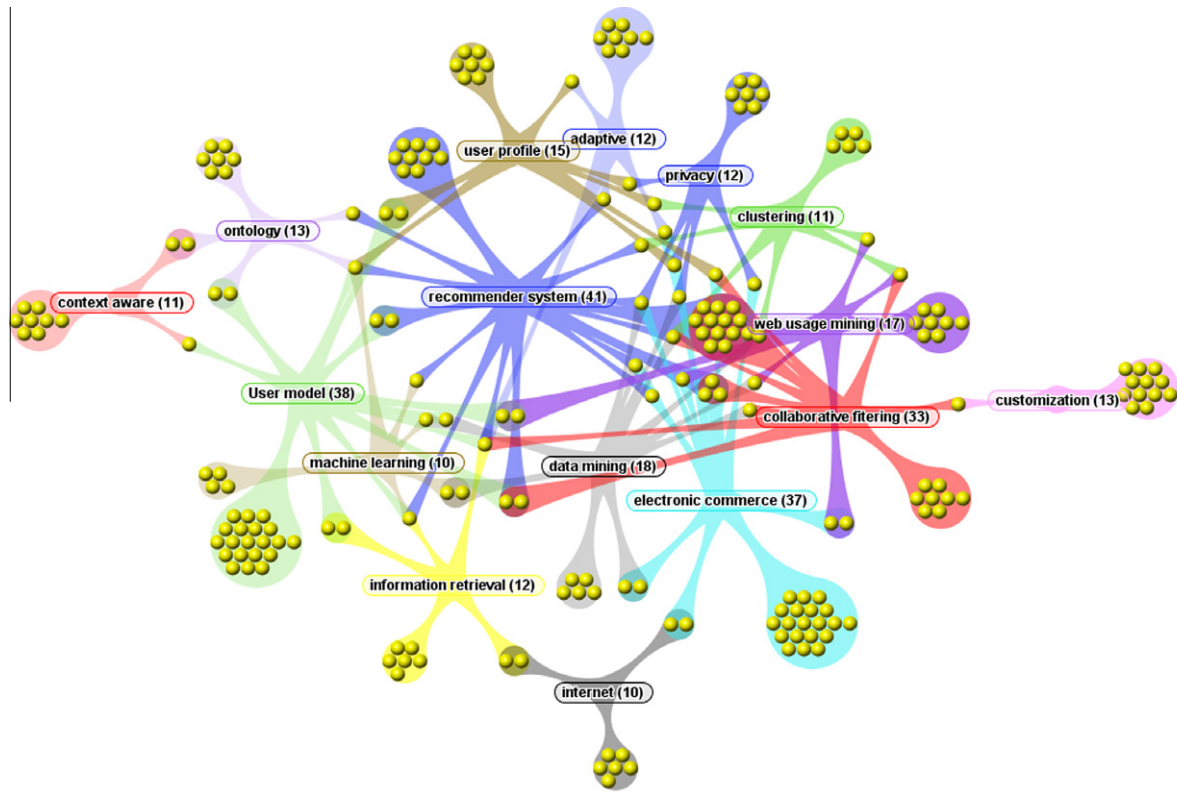 adaptive (12)
user profile (15)
privacy (12)
clustering (11)
ontology (13)
context aware (11)
recommender system (41)
web usage mining (17)
User model (38)
customization (13)
collaborative fitering (33)
machine learning (10)
data mining (18)
electronic commerce (37)
information retrieval (12)
internet (10)